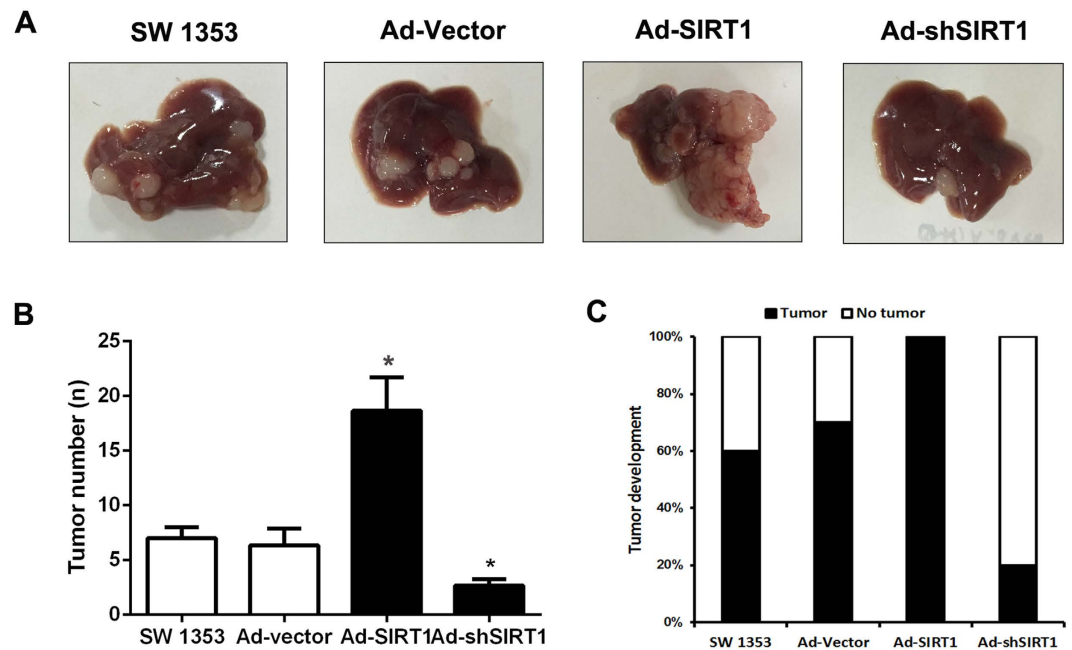 A
SW 1353
Ad-Vector
Ad-SIRT1
Ad-shSIRT1
B
Tumor number (n)
25
20
15
10
5
0
*
*
SW 1353
Ad-vector
Ad-SIRT1
Ad-shSIRT1
C
Tumor
No tumor
Tumor development
100%
80%
60%
40%
20%
0%
SW 1353
Ad-Vector
Ad-SIRT1
Ad-shSIRT1